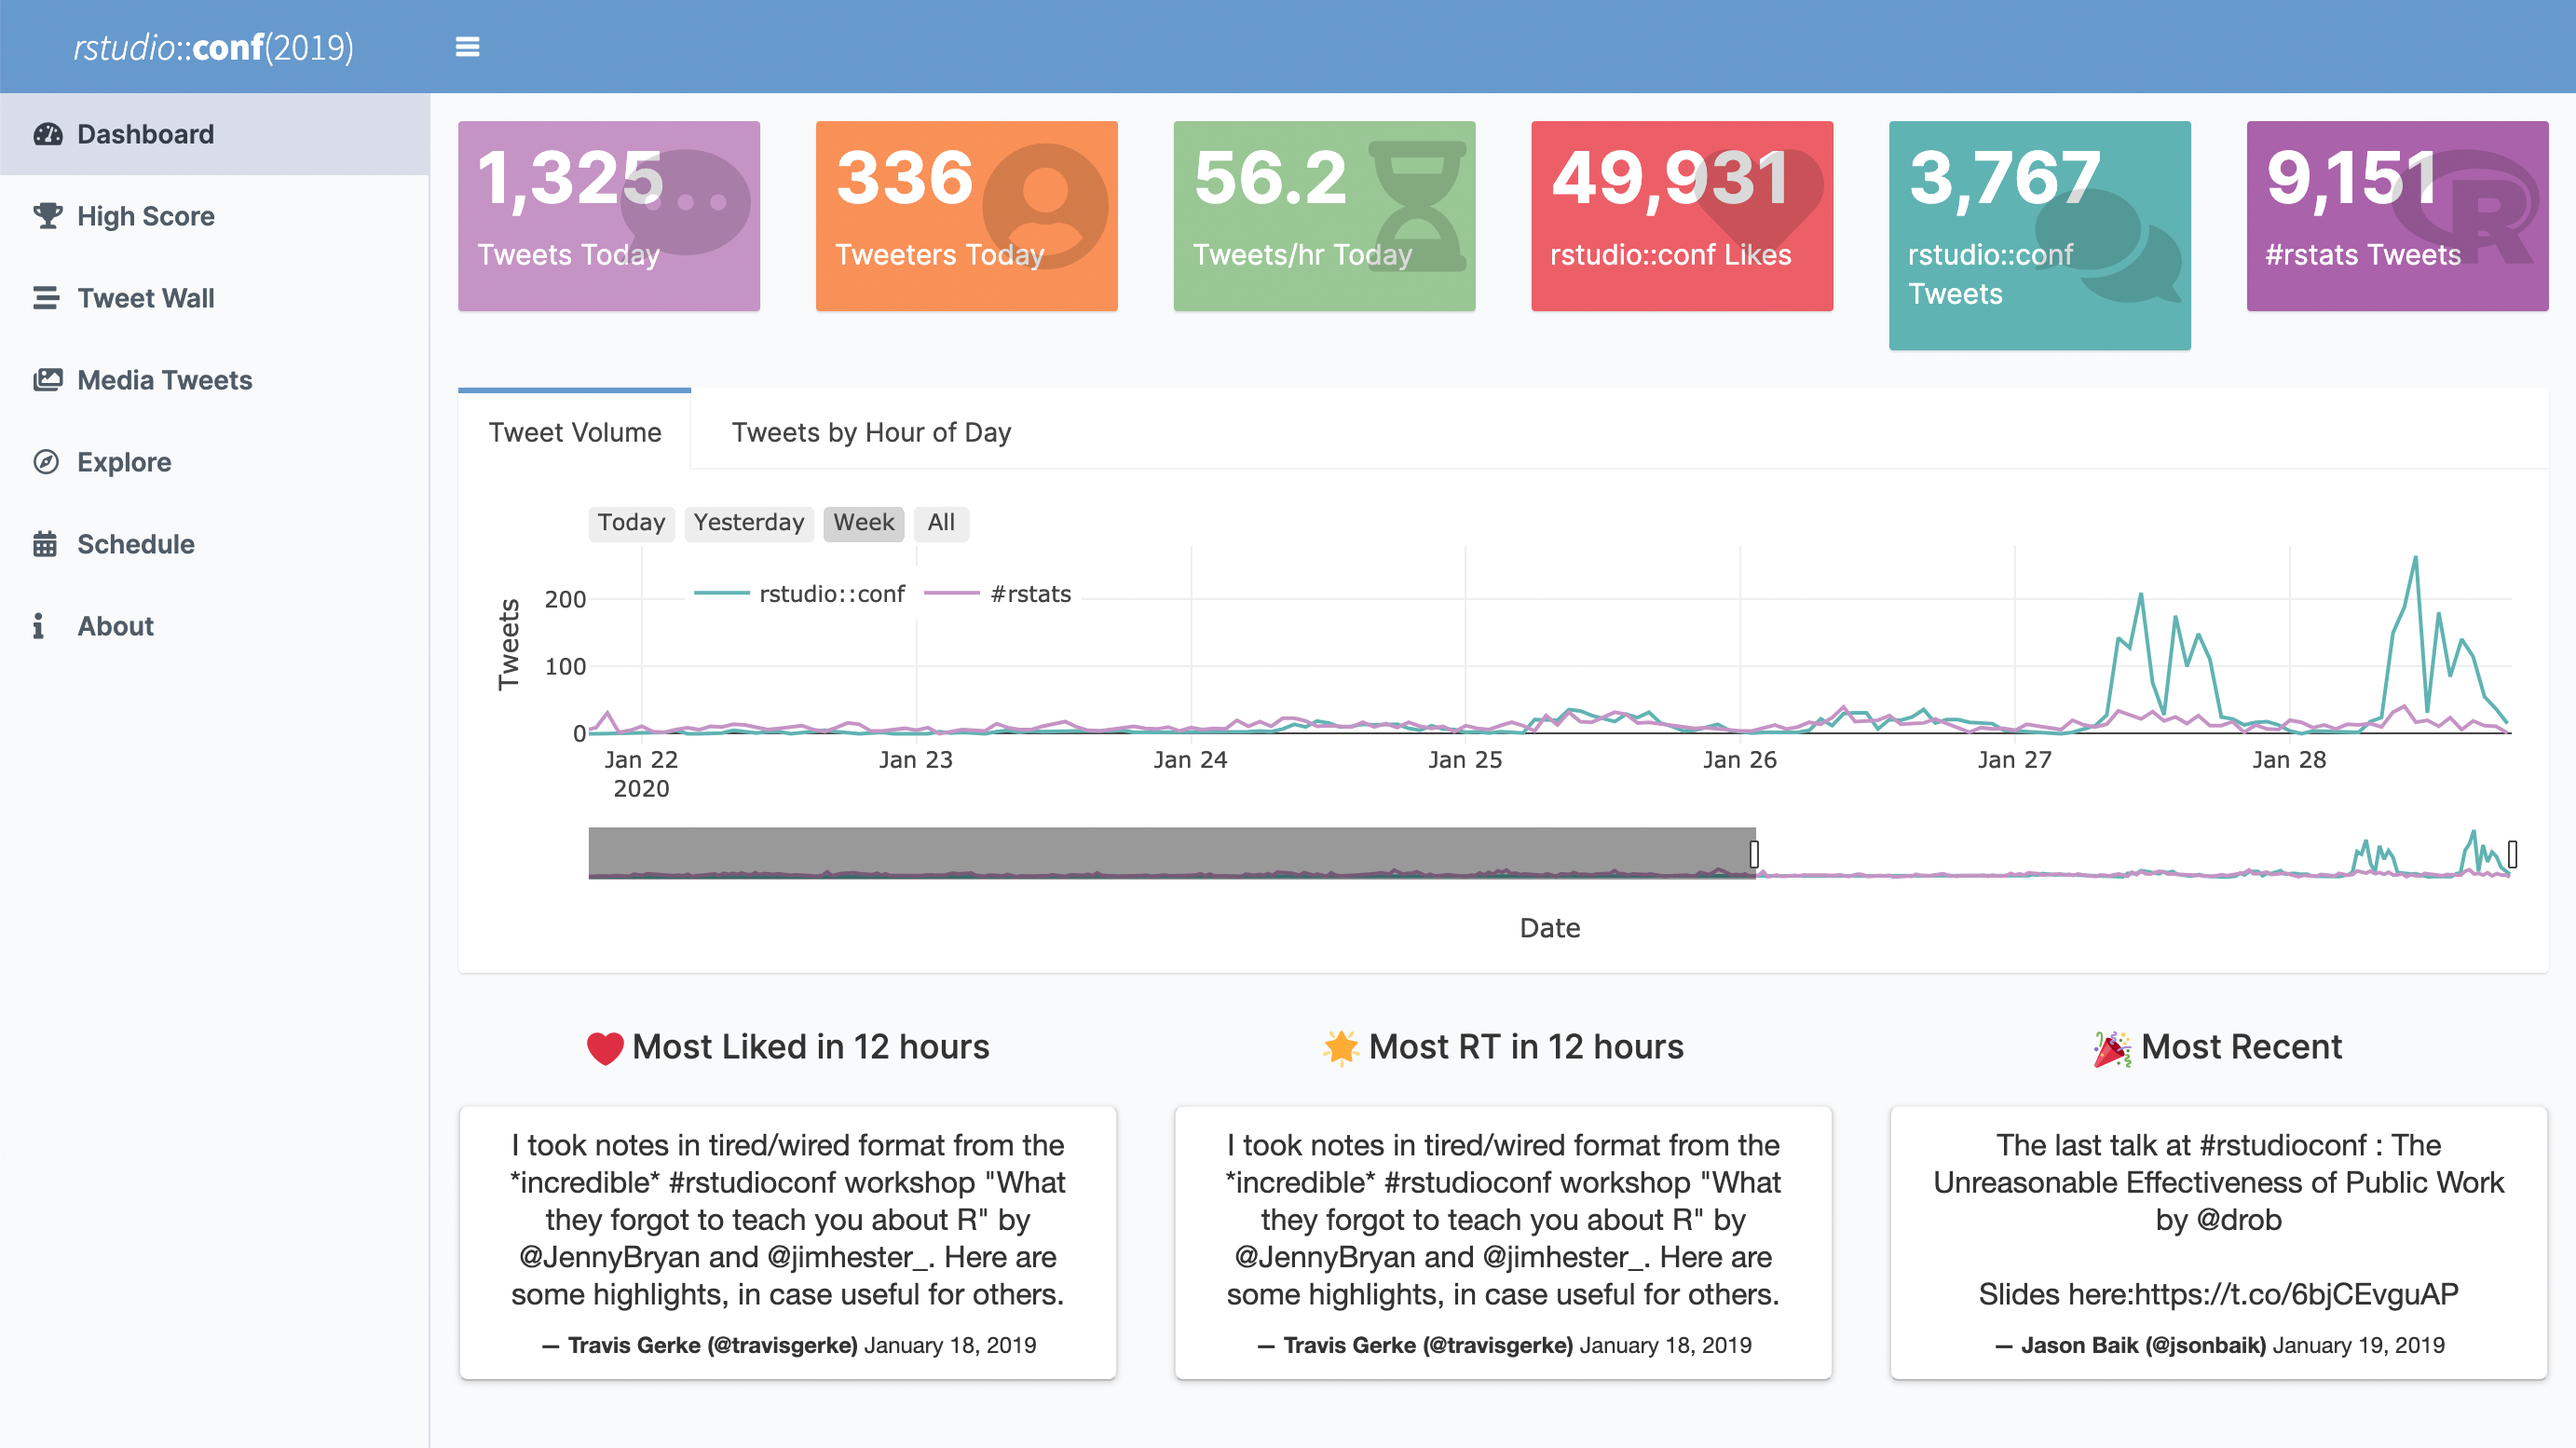 rstudio::conf(2019)
Dashboard
High Score
Tweet Wall
Media Tweets
Explore
Schedule
About
1,325
Tweets Today
336
Tweeters Today
56.2
Tweets/hr Today
49,931
rstudio::conf Likes
3,767
rstudio::conf
Tweets
9,151
#rstats Tweets
R
Tweet Volume
Tweets by Hour of Day
Today Yesterday Week All
rstudio::conf #rstats
Tweets
200
100
0
Jan 22 Jan 23 Jan 24 Jan 25 Jan 26 Jan 27 Jan 28
2020
Date
Most Liked in 12 hours
I took notes in tired/wired format from the
*incredible* #rstudioconf workshop "What
they forgot to teach you about R" by
@JennyBryan and @jimhester_. Here are
some highlights, in case useful for others.
— Travis Gerke (@travisgerke) January 18, 2019
Most RT in 12 hours
I took notes in tired/wired format from the
*incredible* #rstudioconf workshop "What
they forgot to teach you about R" by
@JennyBryan and @jimhester_. Here are
some highlights, in case useful for others.
— Travis Gerke (@travisgerke) January 18, 2019
Most Recent
The last talk at #rstudioconf : The
Unreasonable Effectiveness of Public Work
by @drob
Slides here:https://t.co/6bjCEvguAP
— Jason Baik (@jsonbaik) January 19, 2019